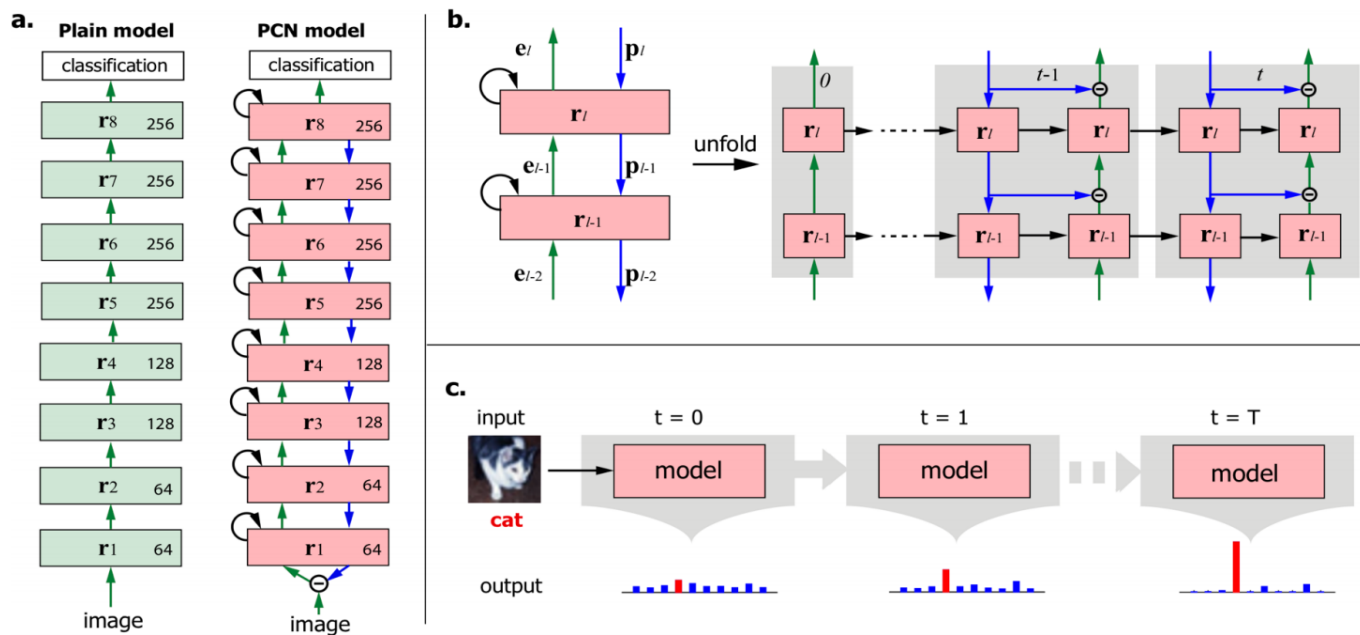 a.
Plain model
classification
r8 256
r7 256
r6 256
r5 256
r4 128
r3 128
r2 64
r1 64
image
PCN model
classification
r8 256
r7 256
r6 256
r5 256
r4 128
r3 128
r2 64
r1 64
−
image
b.
el pl
rl
el-1 pl-1
rl-1
el-2 pl-2
unfold
0 t-1 t
− −
rl rl rl rl rl
− −
rl-1 rl-1 rl-1 rl-1 rl-1
c.
input t = 0 t = 1 t = T
model model model
cat
output